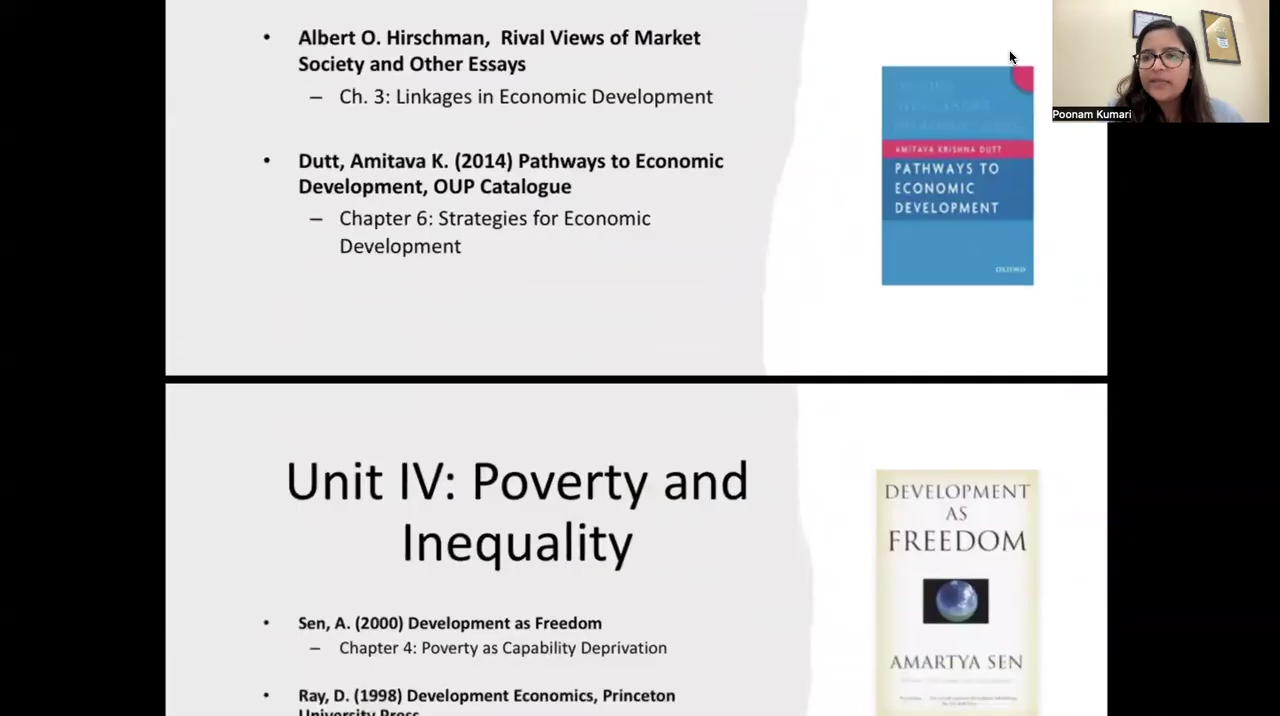 • Albert O. Hirschman, Rival Views of Market
Society and Other Essays
– Ch. 3: Linkages in Economic Development
• Dutt, Amitava K. (2014) Pathways to Economic
Development, OUP Catalogue
– Chapter 6: Strategies for Economic
Development
AMITAVA KRISHNA DUTT
PATHWAYS TO
ECONOMIC
DEVELOPMENT
OXFORD
Poonam Kumari
Unit IV: Poverty and
Inequality
• Sen, A. (2000) Development as Freedom
– Chapter 4: Poverty as Capability Deprivation
• Ray, D. (1998) Development Economics, Princeton
University Press
DEVELOPMENT
AS
FREEDOM
AMARTYA SEN